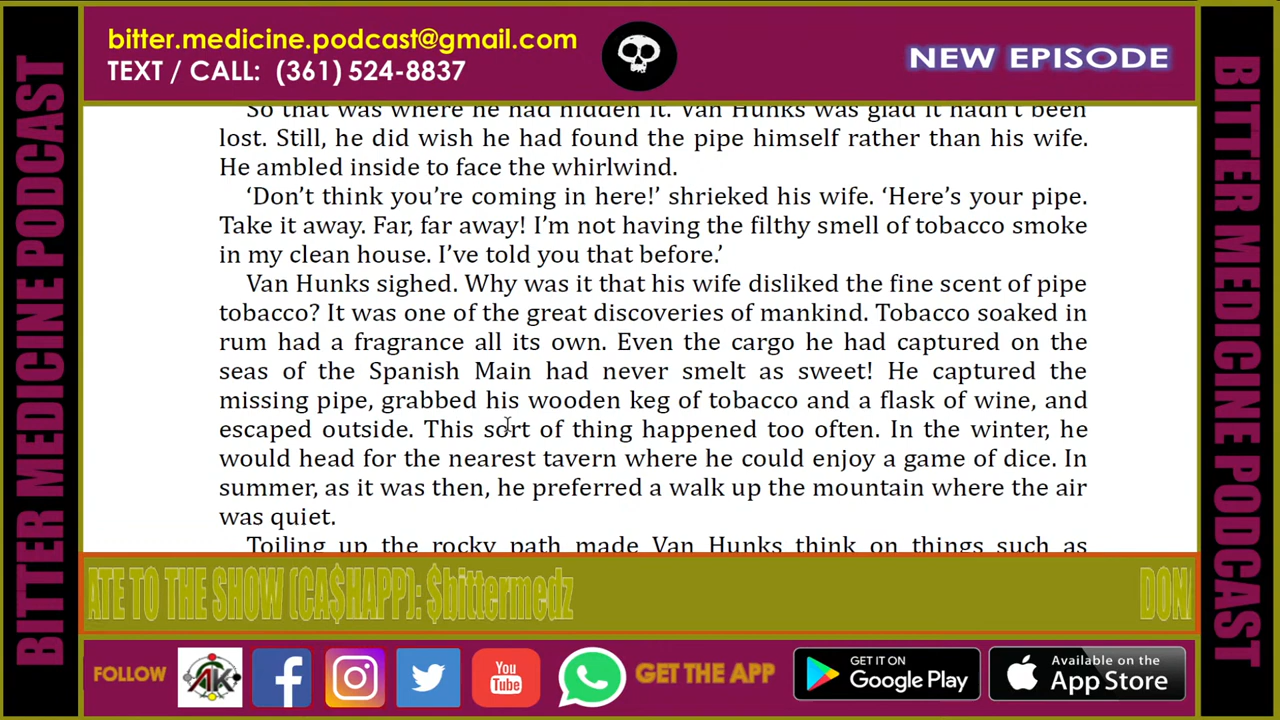 bitter.medicine.podcast@gmail.com
TEXT / CALL: (361) 524-8837
NEW EPISODE
BITTER MEDICINE PODCAST
BITTER MEDICINE PODCAST
So that was where he had hidden it. Van Hunks was glad it hadn't been
lost. Still, he did wish he had found the pipe himself rather than his wife.
He ambled inside to face the whirlwind.
‘Don’t think you’re coming in here!’ shrieked his wife. ‘Here’s your pipe.
Take it away. Far, far away! I’m not having the filthy smell of tobacco smoke
in my clean house. I’ve told you that before.’
Van Hunks sighed. Why was it that his wife disliked the fine scent of pipe
tobacco? It was one of the great discoveries of mankind. Tobacco soaked in
rum had a fragrance all its own. Even the cargo he had captured on the
seas of the Spanish Main had never smelt as sweet! He captured the
missing pipe, grabbed his wooden keg of tobacco and a flask of wine, and
escaped outside. This sort of thing happened too often. In the winter, he
would head for the nearest tavern where he could enjoy a game of dice. In
summer, as it was then, he preferred a walk up the mountain where the air
was quiet.
Toiling up the rocky path made Van Hunks think on things such as
ATE TO THE SHOW (CA$HAPP): $bittermedz
DON
FOLLOW
ATK
You
Tube
GET THE APP
GET IT ON
Google Play
Available on the
App Store